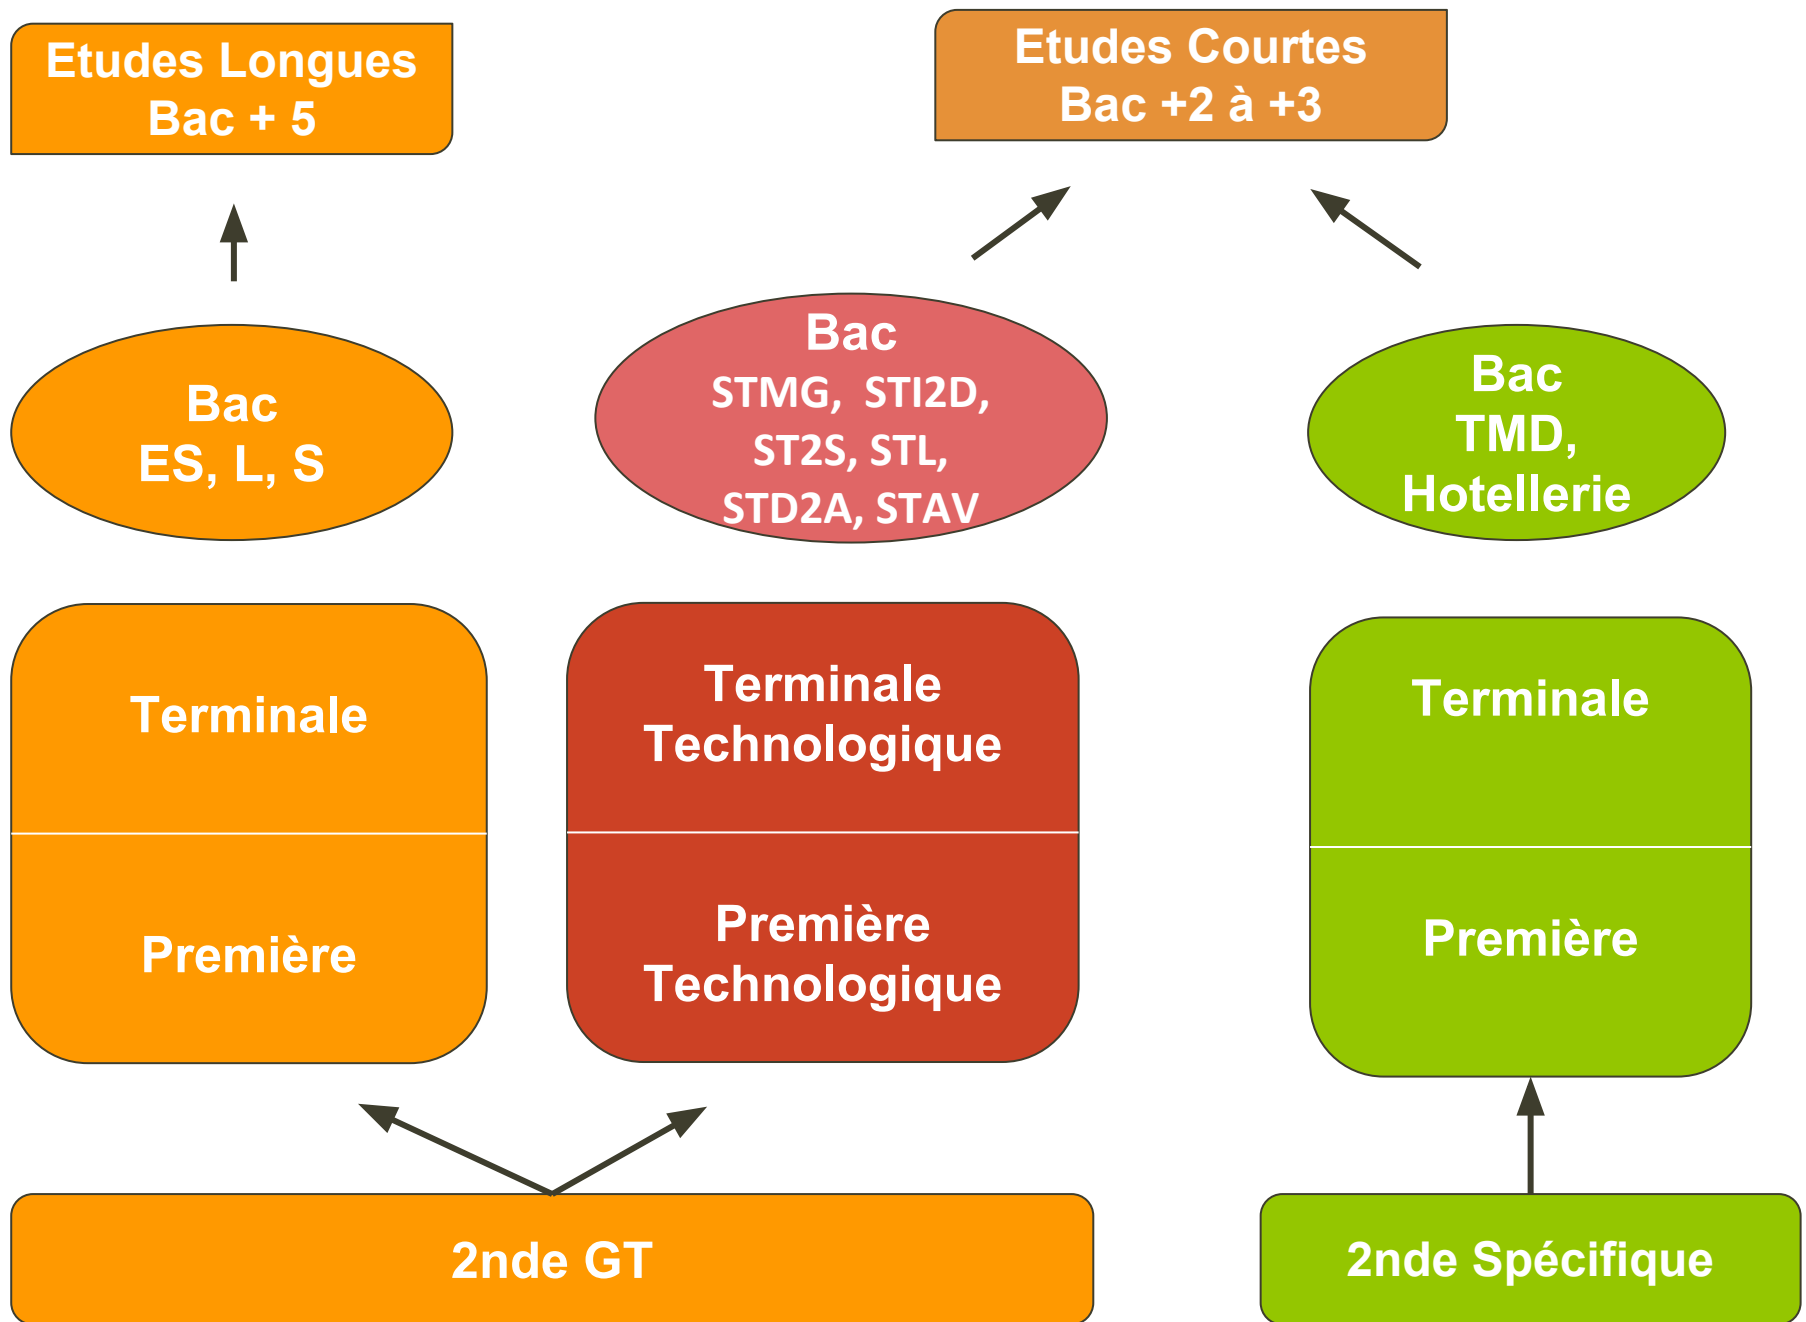 Etudes Longues
Bac + 5
Etudes Courtes
Bac +2 à +3
Bac
ES, L, S
Bac
STMG, STI2D,
ST2S, STL,
STD2A, STAV
Bac
TMD,
Hotellerie
Terminale
Première
Terminale
Technologique
Première
Technologique
Terminale
Première
2nde GT
2nde Spécifique